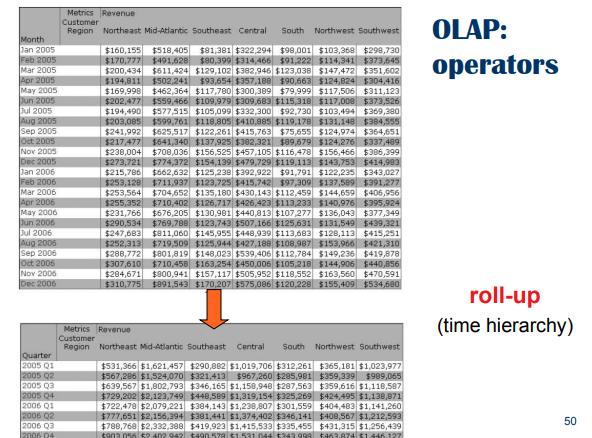 Metrics Revenue
Customer
Region Northeast Mid-Atlantic Southeast Central South Northwest Southwest
Month
Jan 2005 $160,155 $518,405 $81,381 $322,294 $98,001 $103,368 $298,730
Feb 2005 $170,777 $491,628 $80,399 $314,466 $91,222 $114,341 $373,645
Mar 2005 $200,434 $611,424 $129,102 $382,946 $123,038 $147,472 $351,602
Apr 2005 $194,811 $502,241 $93,654 $357,188 $90,663 $124,824 $304,416
May 2005 $169,998 $462,364 $117,780 $300,389 $79,999 $117,506 $311,123
Jun 2005 $202,477 $559,466 $109,979 $309,683 $115,318 $117,008 $373,526
Jul 2005 $194,490 $577,515 $105,099 $332,300 $92,730 $103,494 $369,380
Aug 2005 $203,085 $599,761 $118,805 $410,885 $119,178 $131,148 $384,555
Sep 2005 $241,992 $625,517 $122,261 $415,763 $75,655 $124,974 $364,651
Oct 2005 $217,477 $641,340 $137,925 $382,321 $89,679 $124,276 $337,489
Nov 2005 $238,004 $708,036 $156,525 $457,105 $116,478 $156,466 $386,399
Dec 2005 $273,721 $774,372 $154,139 $479,729 $119,113 $143,753 $414,983
Jan 2006 $215,786 $662,632 $125,238 $392,922 $91,791 $122,235 $343,027
Feb 2006 $253,128 $711,937 $123,725 $415,742 $97,309 $137,589 $391,277
Mar 2006 $253,564 $704,652 $135,180 $430,143 $112,459 $144,659 $406,956
Apr 2006 $255,352 $710,402 $126,717 $426,423 $113,233 $140,976 $395,924
May 2006 $231,766 $676,205 $130,981 $440,813 $107,277 $136,043 $377,349
Jun 2006 $290,534 $769,788 $123,743 $507,166 $125,631 $131,549 $439,321
Jul 2006 $247,683 $811,060 $145,955 $448,939 $113,683 $128,113 $415,251
Aug 2006 $252,313 $719,509 $125,944 $427,188 $108,987 $153,966 $421,310
Sep 2006 $288,772 $801,819 $148,023 $539,406 $112,784 $149,236 $419,878
Oct 2006 $307,610 $710,458 $163,254 $450,006 $105,218 $144,906 $440,856
Nov 2006 $284,671 $800,941 $157,117 $505,952 $118,552 $163,560 $470,591
Dec 2006 $310,775 $891,543 $170,207 $575,086 $120,228 $155,409 $534,680
Metrics Revenue
Customer
Region Northeast Mid-Atlantic Southeast Central South Northwest Southwest
Quarter
2005 Q1 $531,366 $1,621,457 $290,882 $1,019,706 $312,261 $365,181 $1,023,977
2005 Q2 $567,286 $1,524,070 $321,413 $967,260 $285,981 $359,339 $989,065
2005 Q3 $639,567 $1,802,793 $346,165 $1,158,948 $287,563 $359,616 $1,118,587
2005 Q4 $729,202 $2,123,749 $448,589 $1,319,154 $325,269 $424,495 $1,138,871
2006 Q1 $722,478 $2,079,221 $384,143 $1,238,807 $301,559 $404,483 $1,141,260
2006 Q2 $777,651 $2,156,394 $381,441 $1,374,402 $346,141 $408,567 $1,212,593
2006 Q3 $788,768 $2,332,388 $419,923 $1,415,533 $335,455 $431,315 $1,256,439
2006 Q4 $903,056 $2,402,942 $490,578 $1,531,044 $343,998 $463,874 $1,446,127
OLAP:
operators
roll-up
(time hierarchy)
50